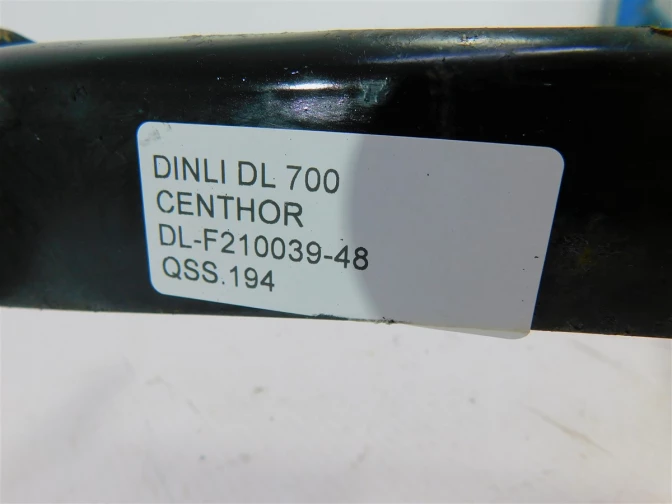 DINLI DL 700
CENTHOR
DL-F210039-48
QSS.194